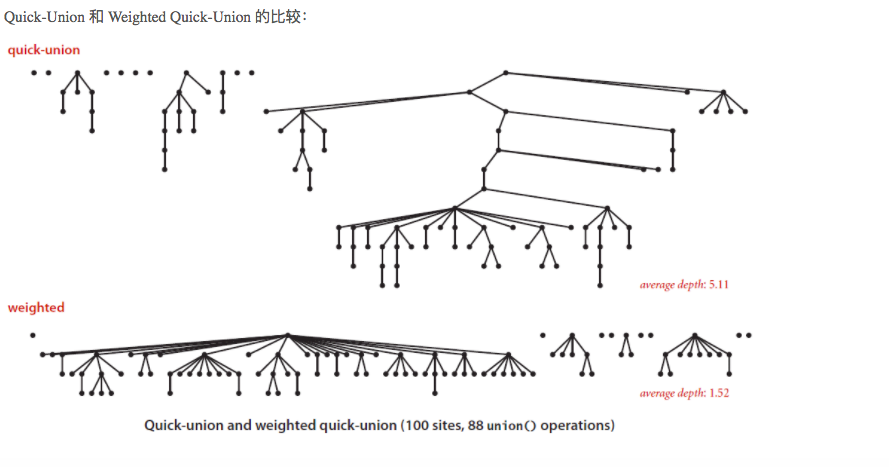 Quick-Union 和 Weighted Quick-Union 的比较：
quick-union
average depth: 5.11
weighted
average depth: 1.52
Quick-union and weighted quick-union (100 sites, 88 union() operations)